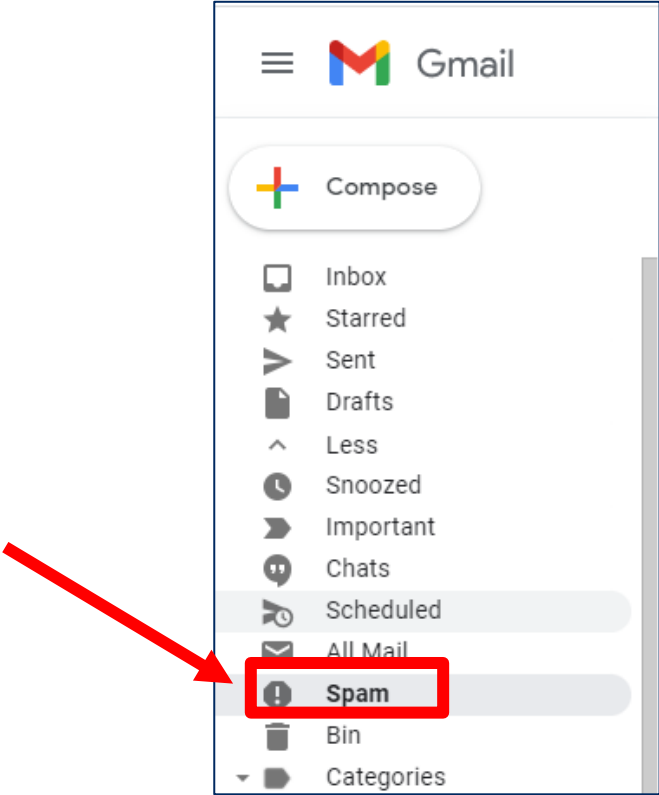 Gmail
Compose
Inbox
Starred
Sent
Drafts
Less
Snoozed
Important
Chats
Scheduled
All Mail
Spam
Bin
Categories